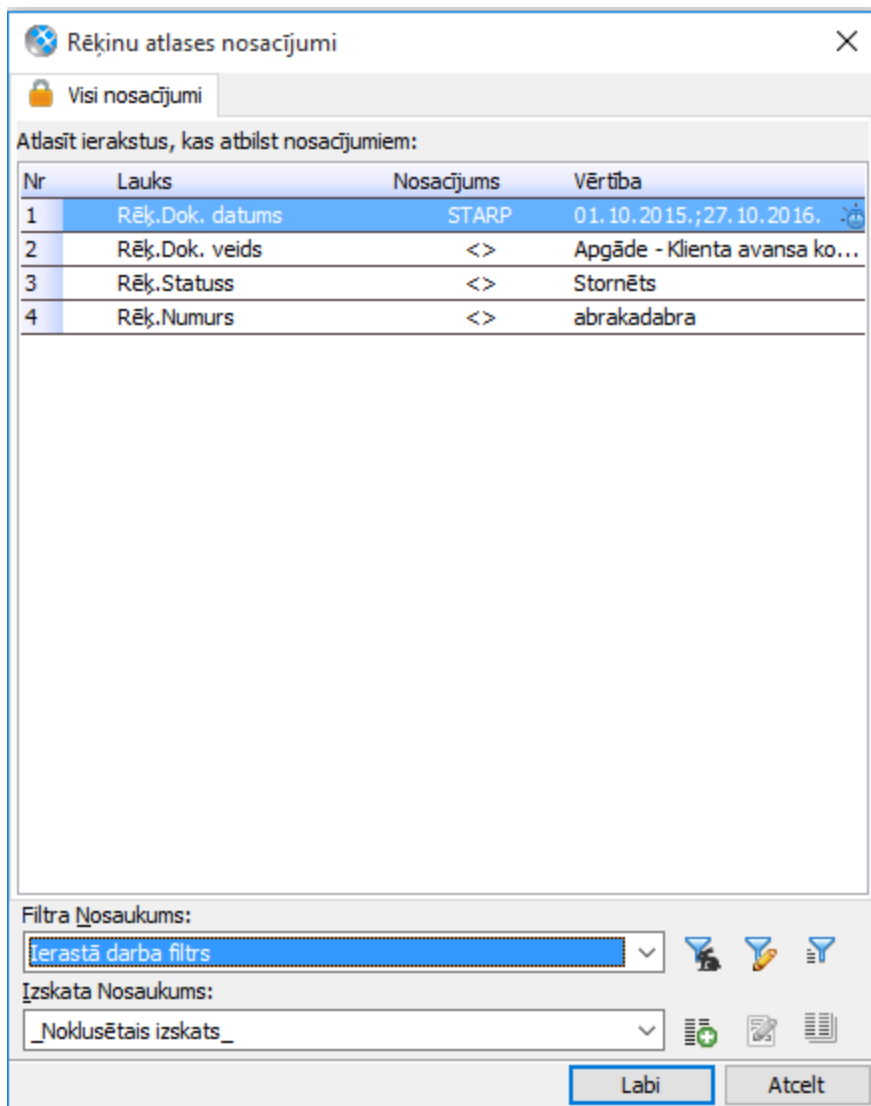 Rēķinu atlases nosacījumi
Visi nosacījumi
Atlasīt ierakstus, kas atbilst nosacījumiem:
Nr Lauks Nosacījums Vērtība
1 Rēķ.Dok. datums STARP 01.10.2015.;27.10.2016.
2 Rēķ.Dok. veids <> Apgāde - Klienta avansa ko...
3 Rēķ.Statuss <> Stornēts
4 Rēķ.Numurs <> abrakadabra
Filtra Nosaukums:
Ierastā darba filtrs
Izskata Nosaukums:
_Noklusētais izskats_
Labi Atcelt